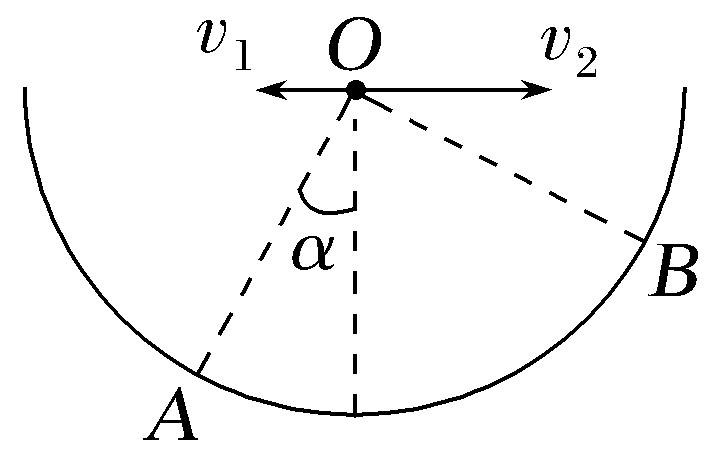 v₁ O v₂
α
B
A